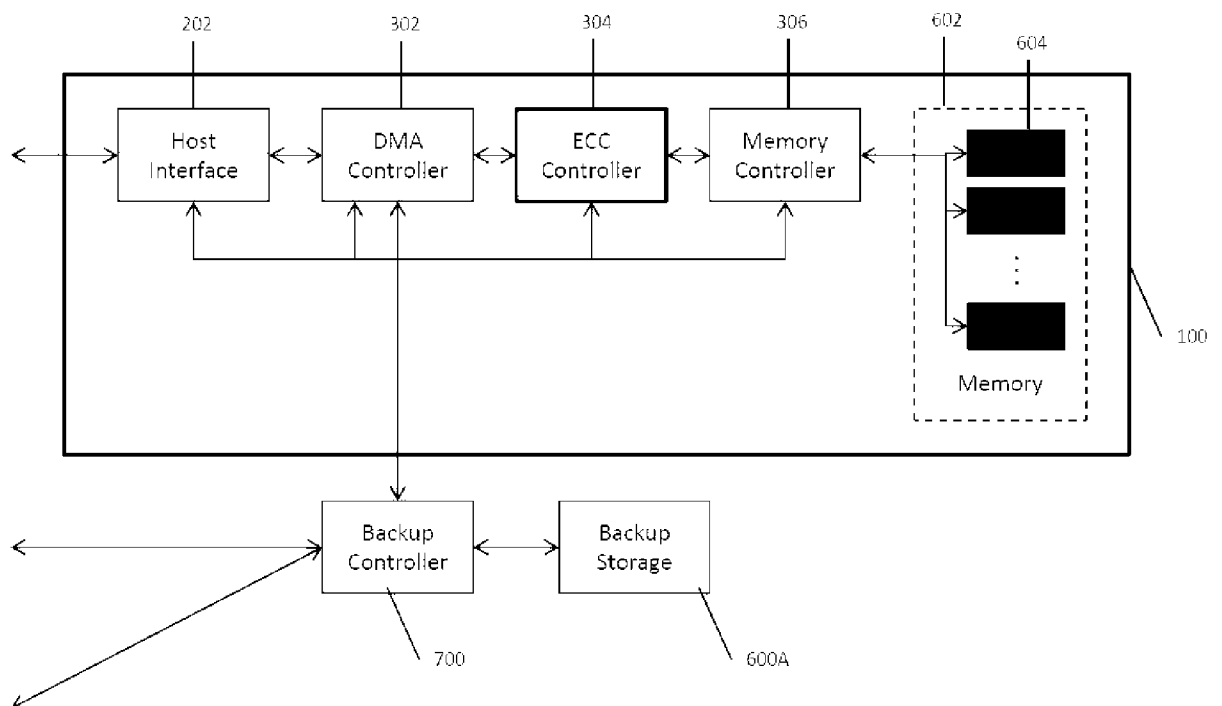 202
302
304
306
602
604
Host
Interface
DMA
Controller
ECC
Controller
Memory
Controller
Memory
100
Backup
Controller
Backup
Storage
700
600A